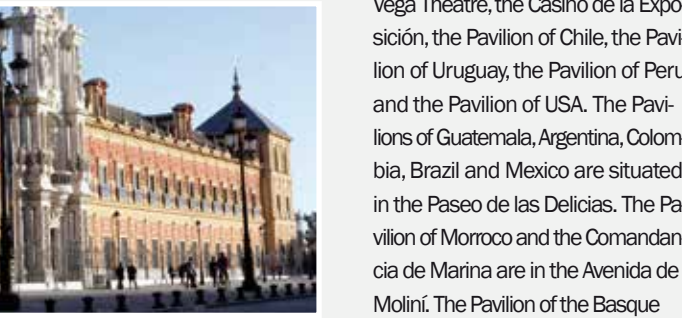 Vega Theatre, the Casino de la Expo-
sición, the Pavilion of Chile, the Pavi-
lion of Uruguay, the Pavilion of Peru
and the Pavilion of USA. The Pavi-
lions of Guatemala, Argentina, Colom-
bia, Brazil and Mexico are situated
in the Paseo de las Delicias. The Pa-
vilion of Morroco and the Comandan-
cia de Marina are in the Avenida de
Moliní. The Pavilion of the Basque